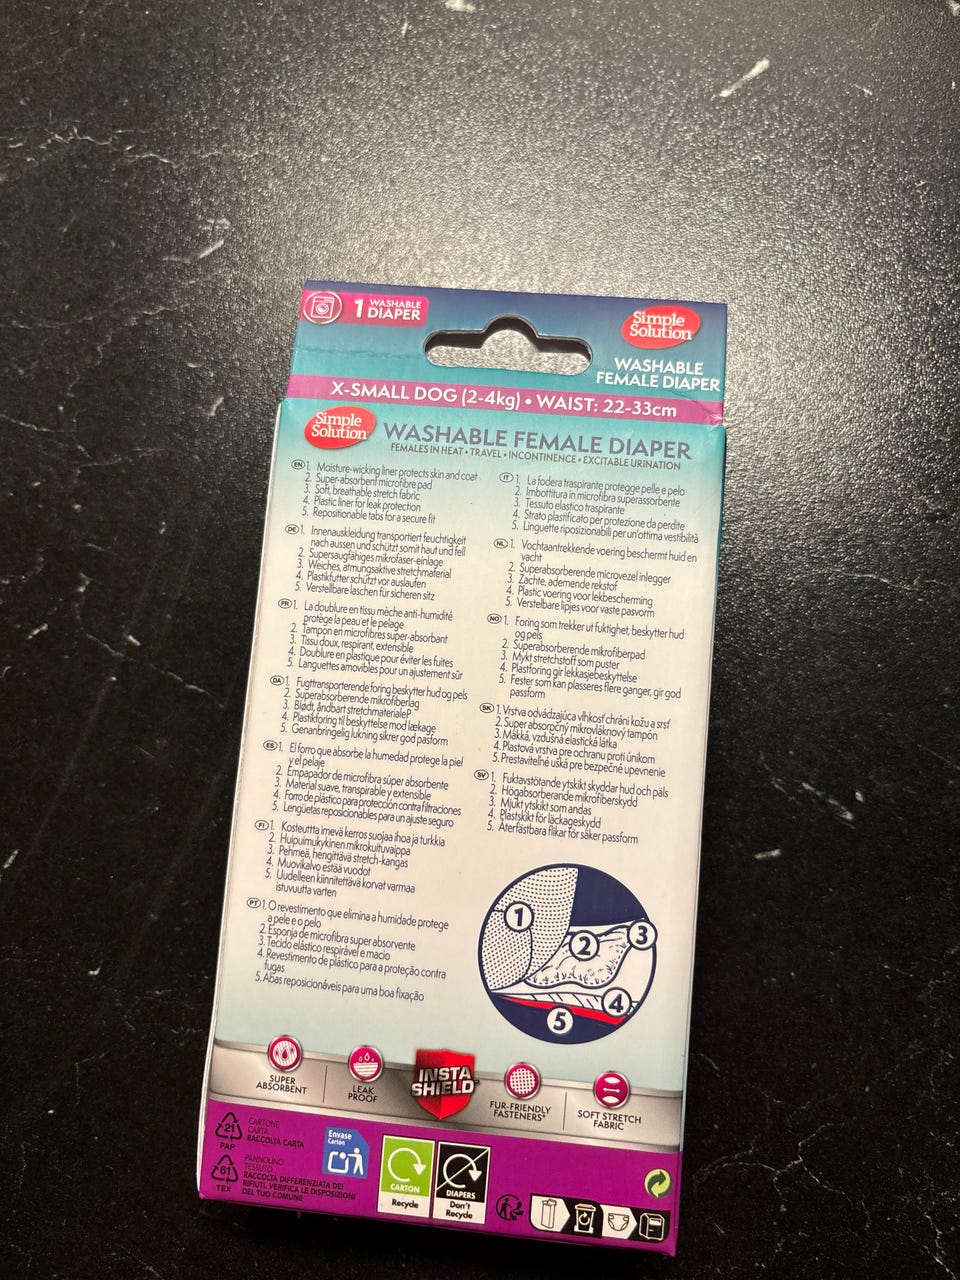 1 WASHABLE
DIAPER
Simple
Solution
WASHABLE
FEMALE DIAPER
X-SMALL DOG (2-4kg) • WAIST: 22-33cm
Simple
Solution
WASHABLE FEMALE DIAPER
FEMALES IN HEAT • TRAVEL • INCONTINENCE • EXCITABLE URINATION
EN 1. Moisture-wicking liner protects skin and coat
2. Super-absorbent microfibre pad
3. Soft, breathable stretch fabric
4. Plastic liner for leak protection
5. Repositionable tabs for a secure fit
DE 1. Innenauskleidung transportiert feuchtigkeit
nach aussen und schützt somit haut und fell
2. Supersaugfähiges mikrofaser-einlage
3. Weiches, atmungsaktive stretchmaterial
4. Plastikfutter schützt vor auslaufen
5. Verstellbare laschen für sicheren sitz
FR 1. La doublure en tissu mèche anti-humidité
protège la peau et le pelage
2. Tampon en microfibres super-absorbant
3. Tissu doux, respirant, extensible
4. Doublure en plastique pour éviter les fuites
5. Languettes amovibles pour un ajustement sûr
DA 1. Fugttransporterende foring beskytter hud og pels
2. Superabsorberende mikrofiberlag
3. Blødt, åndbart stretchmaterialeP
4. Plastikforing til beskyttelse mod lækage
5. Genanbringelig lukning sikrer god pasform
ES 1. El forro que absorbe la humedad protege la piel
y el pelaje
2. Empapador de microfibra súper absorbente
3. Material suave, transpirable y extensible
4. Forro de plástico para protección contra filtraciones
5. Lengüetas reposicionables para un ajuste seguro
FI 1. Kosteutta imevä kerros suojaa ihoa ja turkkia
2. Huipuimukykinen mikrokuituvaippa
3. Pehmeä, hengittävä stretch-kangas
4. Muovikalvo estää vuodot
5. Uudelleen kiinnitettävä korvat varmaa
istuvuutta varten
PT 1. O revestimento que elimina a humidade protege
a pele e o pelo
2. Esponja de microfibra super absorvente
3. Tecido elástico respirável e macio
4. Revestimento de plástico para a proteção contra
fugas
5. Abas reposicionáveis para uma boa fixação
IT 1. La fodera traspirante protegge pelle e pelo
2. Imbottitura in microfibra superassorbente
3. Tessuto elastico traspirante
4. Strato plastificato per protezione da perdite
5. Linguette riposizionabili per un'ottima vestibilità
NL 1. Vochtaantrekkende voering beschermt huid en
vacht
2. Superabsorberende microvezel inlegger
3. Zachte, ademende rekstof
4. Plastic voering voor lekbescherming
5. Verstelbare lipjes voor vaste pasvorm
NO 1. Foring som trekker ut fuktighet, beskytter hud
og pels
2. Superabsorberende mikrofiberpad
3. Mykt stretchstoff som puster
4. Plastforing gir lekkasjebeskyttelse
5. Fester som kan plasseres flere ganger, gir god
passform
SK 1. Vrstva odvádzajúca vlhkosť chráni kožu a srsť
2. Super absorpčný mikrovláknový tampón
3. Mäkká, vzdušná elastická látka
4. Plastová vrstva pre ochranu proti únikom
5. Prestaviteľné uška pre bezpečné upevnenie
SV 1. Fuktavstötande ytskikt skyddar hud och päls
2. Högabsorberande mikrofiberskydd
3. Mjukt ytskikt som andas
4. Plastskikt för läckageskydd
5. Återfästbara flikar för säker passform
1
2
3
4
5
SUPER
ABSORBENT
LEAK
PROOF
INSTA
SHIELD™
FUR-FRIENDLY
FASTENERS*
SOFT STRETCH
FABRIC
21
PAP
CARTONE
CARTA
RACCOLTA CARTA
61
TEX
PANNOLINO
TESSUTO
RACCOLTA DIFFERENZIATA DEI
RIFIUTI. VERIFICA LE DISPOSIZIONI
DEL TUO COMUNE
Envase
Cartón
CARTON
Recycle
DIAPERS
Don't
Recycle